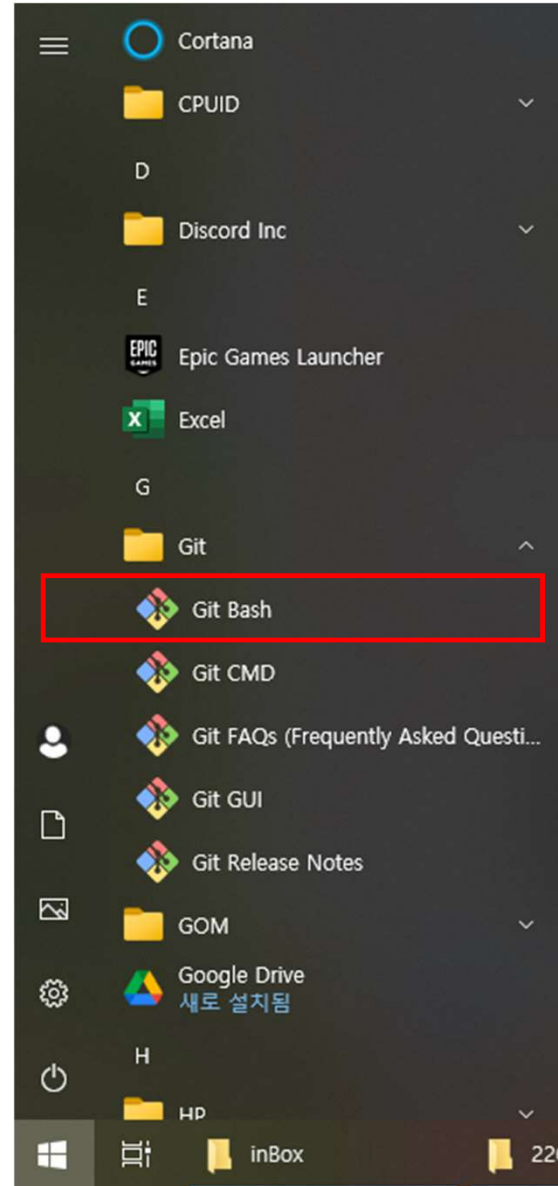 Cortana
CPUID
D
Discord Inc
E
EPIC
GAMES
Epic Games Launcher
X
Excel
G
Git
Git Bash
Git CMD
Git FAQs (Frequently Asked Questi...
Git GUI
Git Release Notes
GOM
Google Drive
새로 설치됨
H
HP
inBox
220